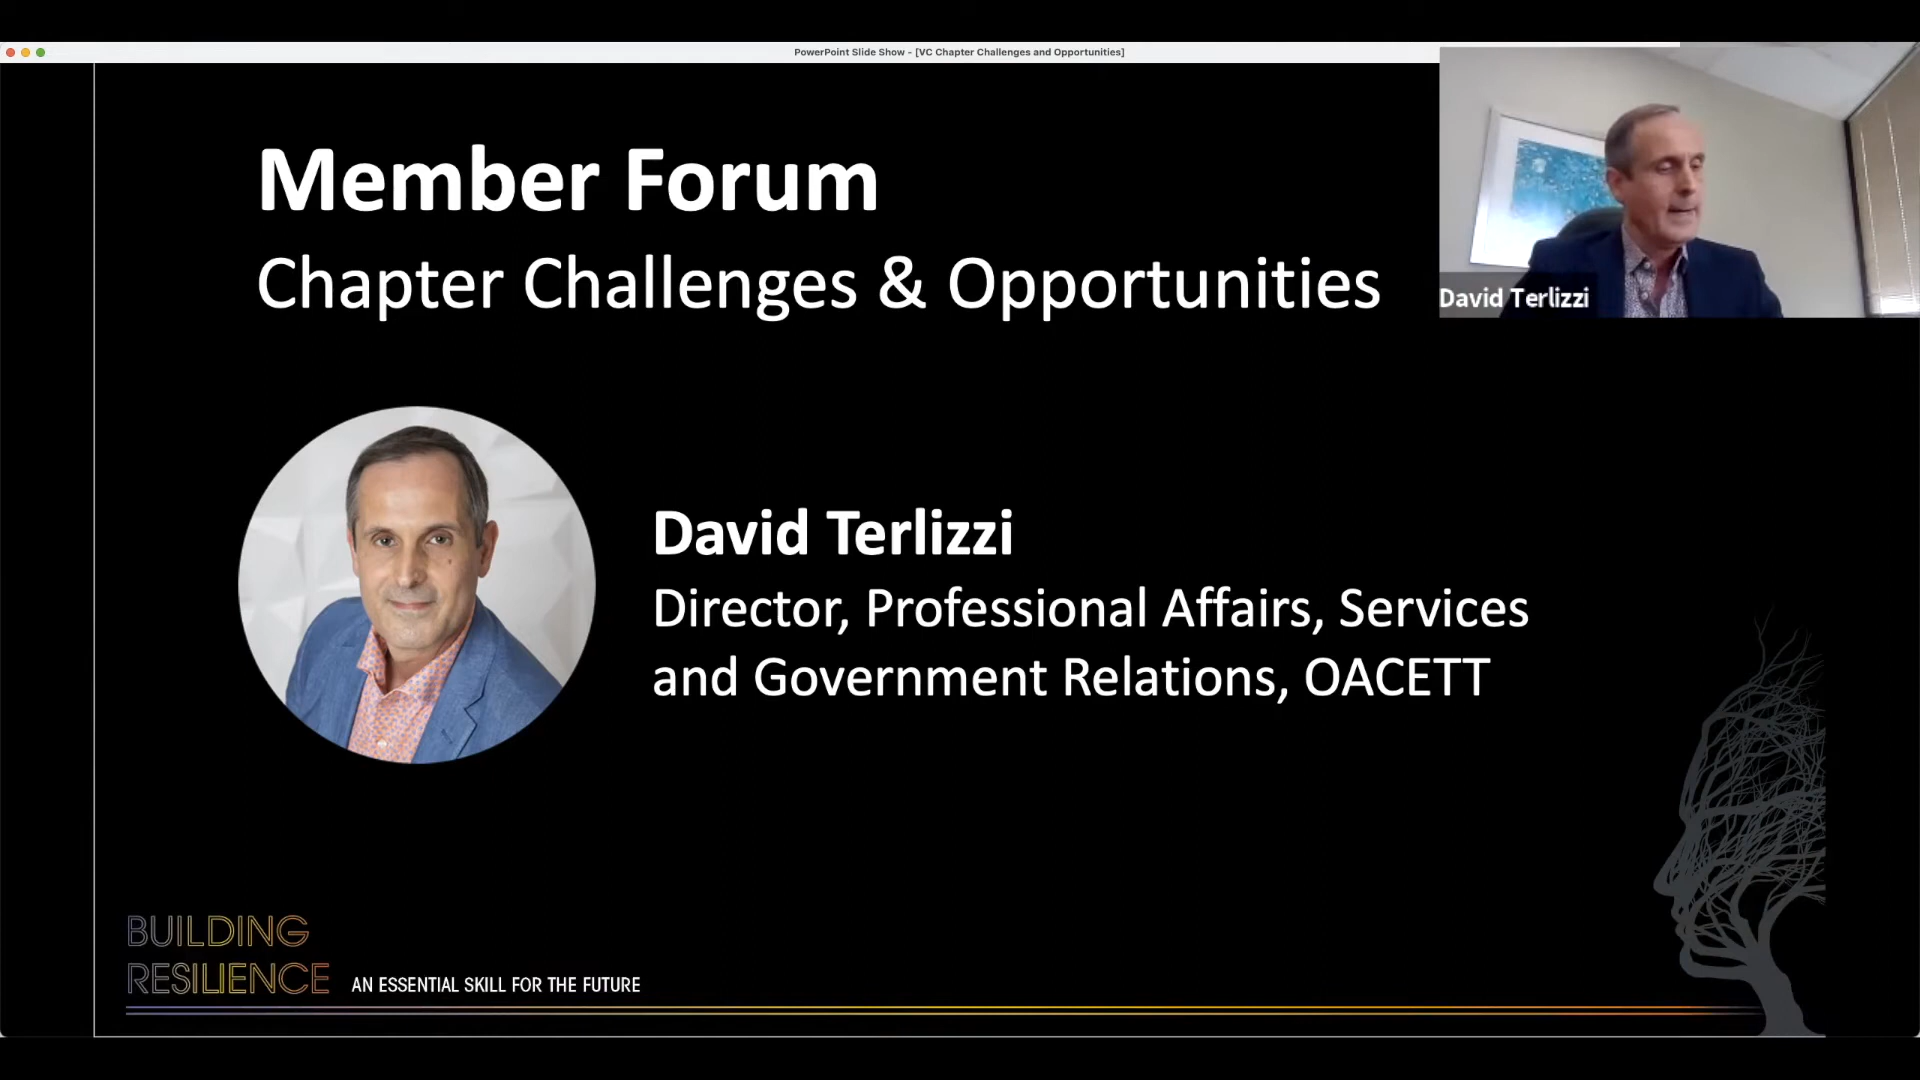 PowerPoint Slide Show - [VC Chapter Challenges and Opportunities]
Member Forum
Chapter Challenges & Opportunities
David Terlizzi
David Terlizzi
Director, Professional Affairs, Services
and Government Relations, OACETT
BUILDING
RESILIENCE AN ESSENTIAL SKILL FOR THE FUTURE